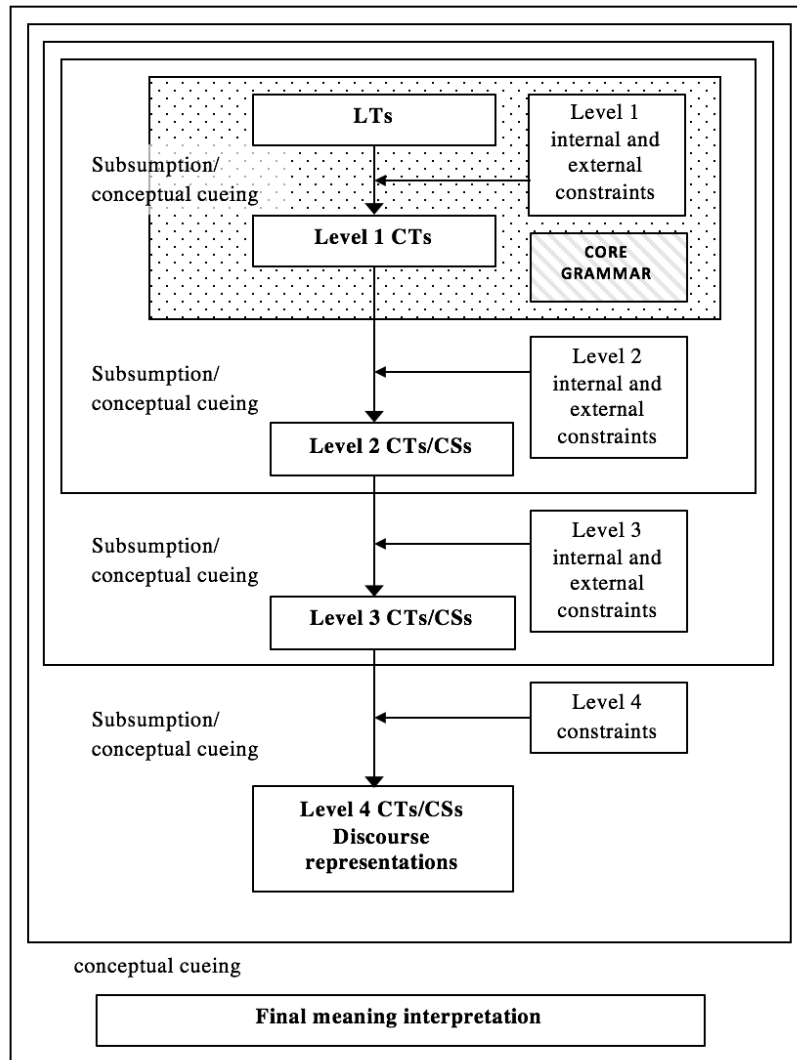 LTs
Level 1
internal and
external
constraints
Subsumption/
conceptual cueing
Level 1 CTs
CORE
GRAMMAR
Subsumption/
conceptual cueing
Level 2
internal and
external
constraints
Level 2 CTs/CSs
Subsumption/
conceptual cueing
Level 3
internal and
external
constraints
Level 3 CTs/CSs
Subsumption/
conceptual cueing
Level 4
constraints
Level 4 CTs/CSs
Discourse
representations
conceptual cueing
Final meaning interpretation